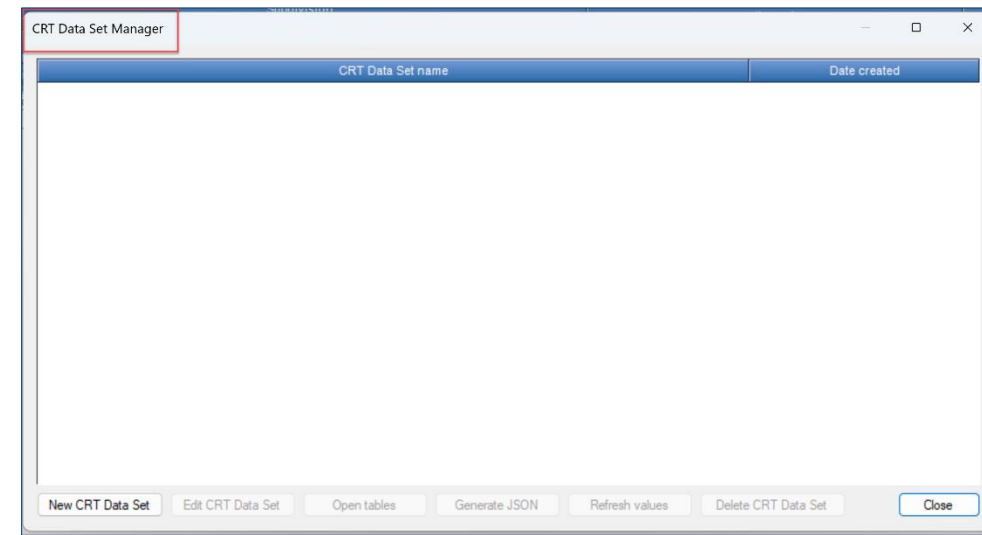 Subdivision
CRT Data Set Manager
CRT Data Set name Date created
New CRT Data Set Edit CRT Data Set Open tables Generate JSON Refresh values Delete CRT Data Set Close